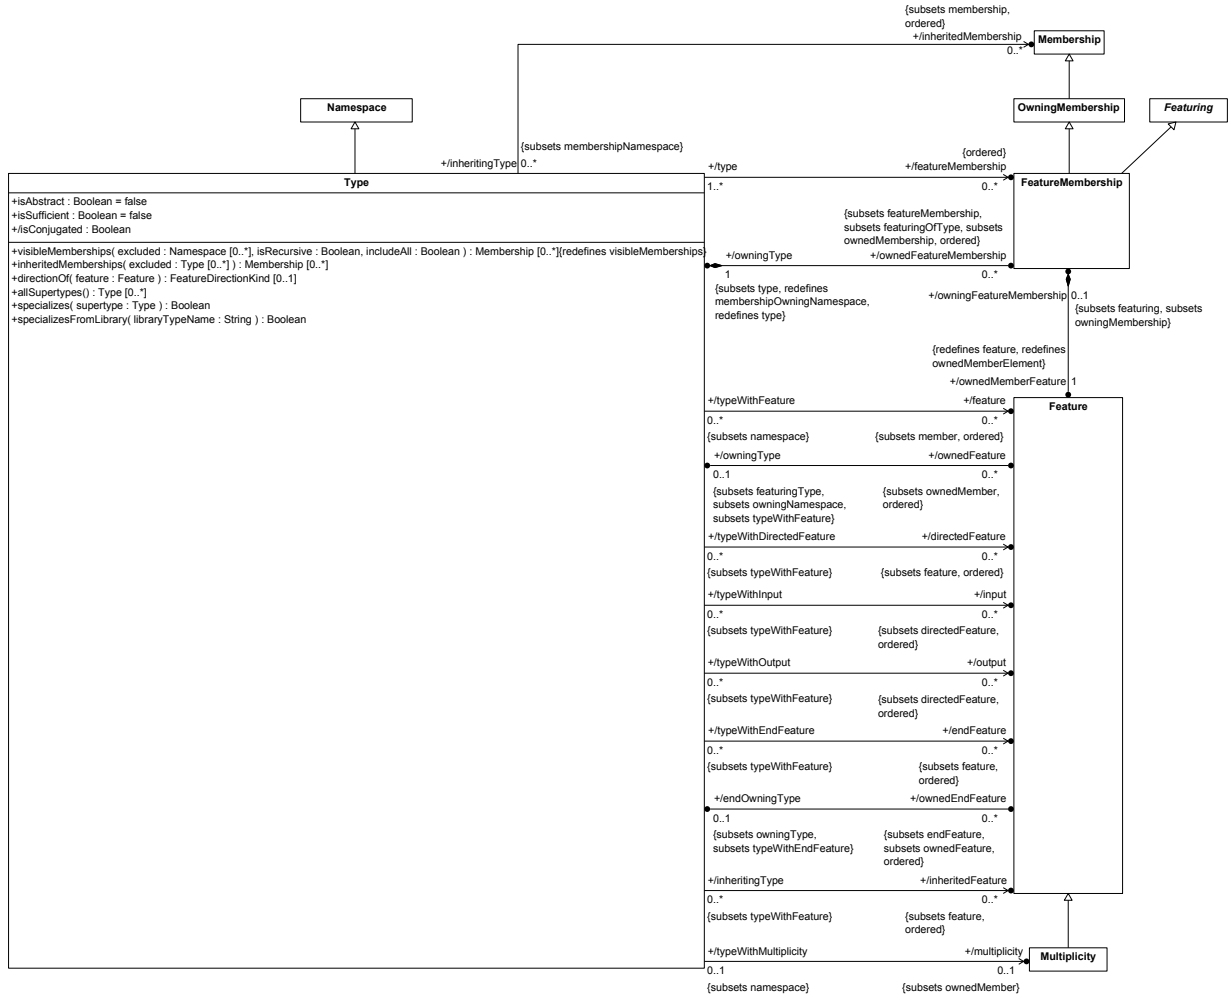 {subsets membership,
ordered}
+/inheritedMembership
0..*
Membership
Namespace
OwningMembership
Featuring
{subsets membershipNamespace}
+/inheritingType 0..*
Type
+isAbstract : Boolean = false
+isSufficient : Boolean = false
+/isConjugated : Boolean
+visibleMemberships( excluded : Namespace [0..*], isRecursive : Boolean, includeAll : Boolean ) : Membership [0..*]{redefines visibleMemberships}
+inheritedMemberships( excluded : Type [0..*] ) : Membership [0..*]
+directionOf( feature : Feature ) : FeatureDirectionKind [0..1]
+allSupertypes() : Type [0..*]
+specializes( supertype : Type ) : Boolean
+specializesFromLibrary( libraryTypeName : String ) : Boolean
{ordered}
+/type
+/featureMembership
1..*
0..*
FeatureMembership
{subsets featureMembership,
subsets featuringOfType, subsets
ownedMembership, ordered}
+/owningType
+/ownedFeatureMembership
1
0..*
{subsets type, redefines
membershipOwningNamespace,
redefines type}
+/owningFeatureMembership 0..1
{subsets featuring, subsets
owningMembership}
{redefines feature, redefines
ownedMemberElement}
+/ownedMemberFeature 1
Feature
+/typeWithFeature
+/feature
0..*
0..*
{subsets namespace}
{subsets member, ordered}
+/owningType
+/ownedFeature
0..1
0..*
{subsets featuringType,
subsets owningNamespace,
subsets typeWithFeature}
{subsets ownedMember,
ordered}
+/typeWithDirectedFeature
+/directedFeature
0..*
0..*
{subsets typeWithFeature}
{subsets feature, ordered}
+/typeWithInput
+/input
0..*
0..*
{subsets typeWithFeature}
{subsets directedFeature,
ordered}
+/typeWithOutput
+/output
0..*
0..*
{subsets typeWithFeature}
{subsets directedFeature,
ordered}
+/typeWithEndFeature
+/endFeature
0..*
0..*
{subsets typeWithFeature}
{subsets feature,
ordered}
+/endOwningType
+/ownedEndFeature
0..1
0..*
{subsets owningType,
subsets typeWithEndFeature}
{subsets endFeature,
subsets ownedFeature,
ordered}
+/inheritingType
+/inheritedFeature
0..*
0..*
{subsets typeWithFeature}
{subsets feature,
ordered}
+/typeWithMultiplicity
+/multiplicity
0..1
0..1
{subsets namespace}
{subsets ownedMember}
Multiplicity